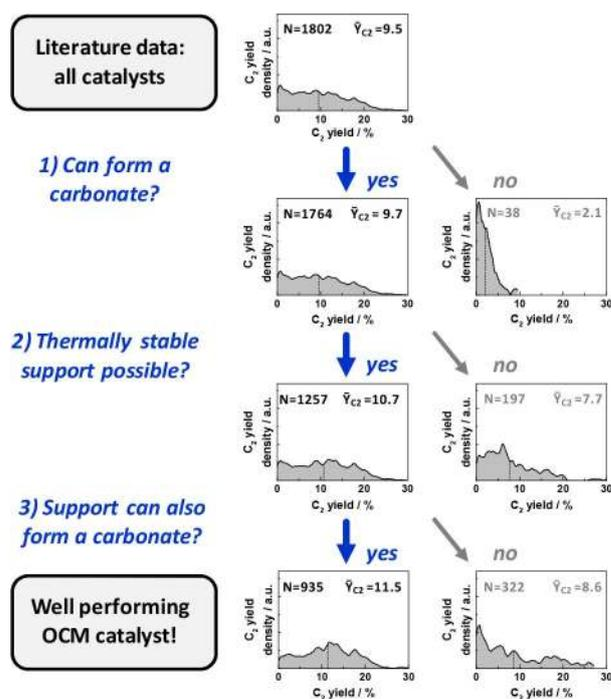 Literature data:
all catalysts
N=1802 Ȳ_C2 =9.5
C₂ yield
density / a.u.
0 10 20 30
C₂ yield / %
1) Can form a
carbonate?
yes
no
N=1764 Ȳ_C2 = 9.7
C₂ yield
density / a.u.
0 10 20 30
C₂ yield / %
N=38 Ȳ_C2 =2.1
C₂ yield
density / a.u.
0 10 20 30
C₂ yield / %
2) Thermally stable
support possible?
yes
no
N=1257 Ȳ_C2 =10.7
C₂ yield
density / a.u.
0 10 20 30
C₂ yield / %
N=197 Ȳ_C2 =7.7
C₂ yield
density / a.u.
0 10 20 30
C₂ yield / %
3) Support can also
form a carbonate?
yes
no
Well performing
OCM catalyst!
N=935 Ȳ_C2 =11.5
C₂ yield
density / a.u.
0 10 20 30
C₂ yield / %
N=322 Ȳ_C2 =8.6
C₂ yield
density / a.u.
0 10 20 30
C₂ yield / %